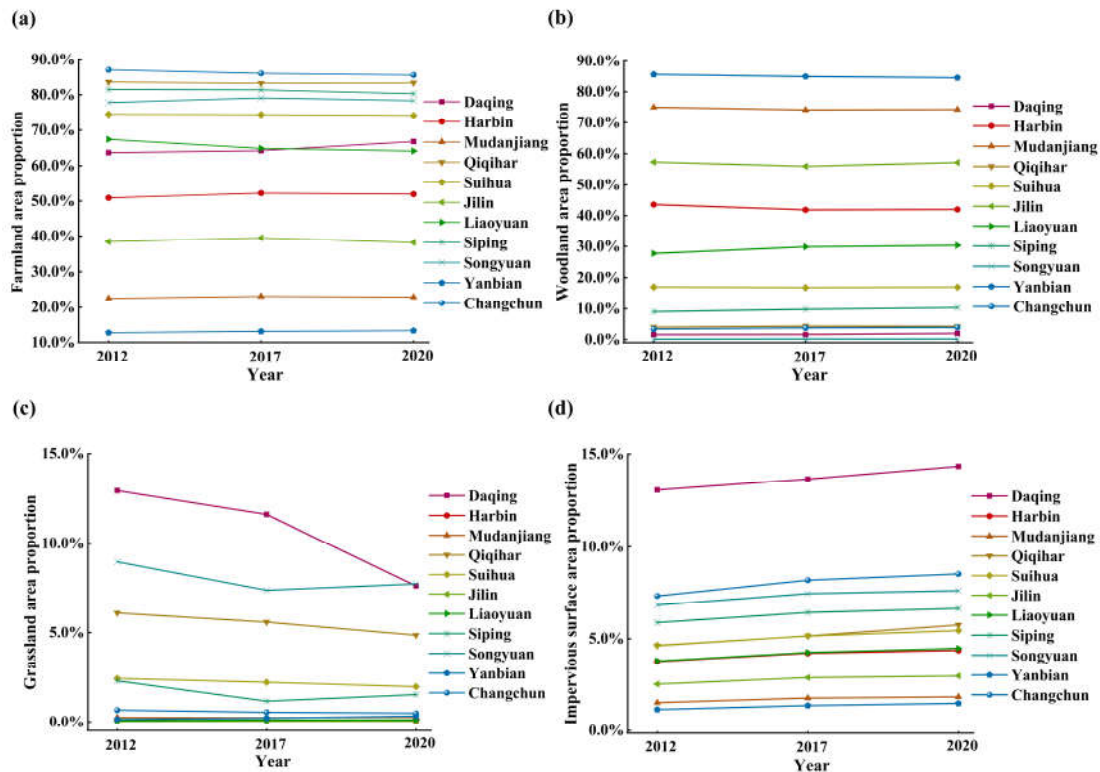 (a)
90.0%
80.0%
70.0%
60.0%
50.0%
40.0%
30.0%
20.0%
10.0%
Farmland area proportion
2012
2017
2020
Year
Daqing
Harbin
Mudanjiang
Qiqihar
Suihua
Jilin
Liaoyuan
Siping
Songyuan
Yanbian
Changchun
(b)
90.0%
80.0%
70.0%
60.0%
50.0%
40.0%
30.0%
20.0%
10.0%
0.0%
Woodland area proportion
2012
2017
2020
Year
Daqing
Harbin
Mudanjiang
Qiqihar
Suihua
Jilin
Liaoyuan
Siping
Songyuan
Yanbian
Changchun
(c)
15.0%
10.0%
5.0%
0.0%
Grassland area proportion
2012
2017
2020
Year
Daqing
Harbin
Mudanjiang
Qiqihar
Suihua
Jilin
Liaoyuan
Siping
Songyuan
Yanbian
Changchun
(d)
15.0%
10.0%
5.0%
0.0%
Impervious surface area proportion
2012
2017
2020
Year
Daqing
Harbin
Mudanjiang
Qiqihar
Suihua
Jilin
Liaoyuan
Siping
Songyuan
Yanbian
Changchun